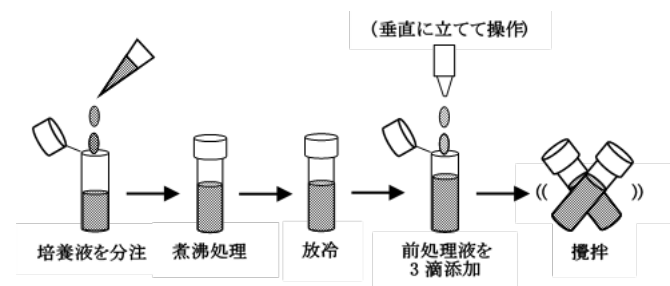 (垂直に立てて操作)
培養液を分注
煮沸処理
放冷
前処理液を
3滴添加
攪拌